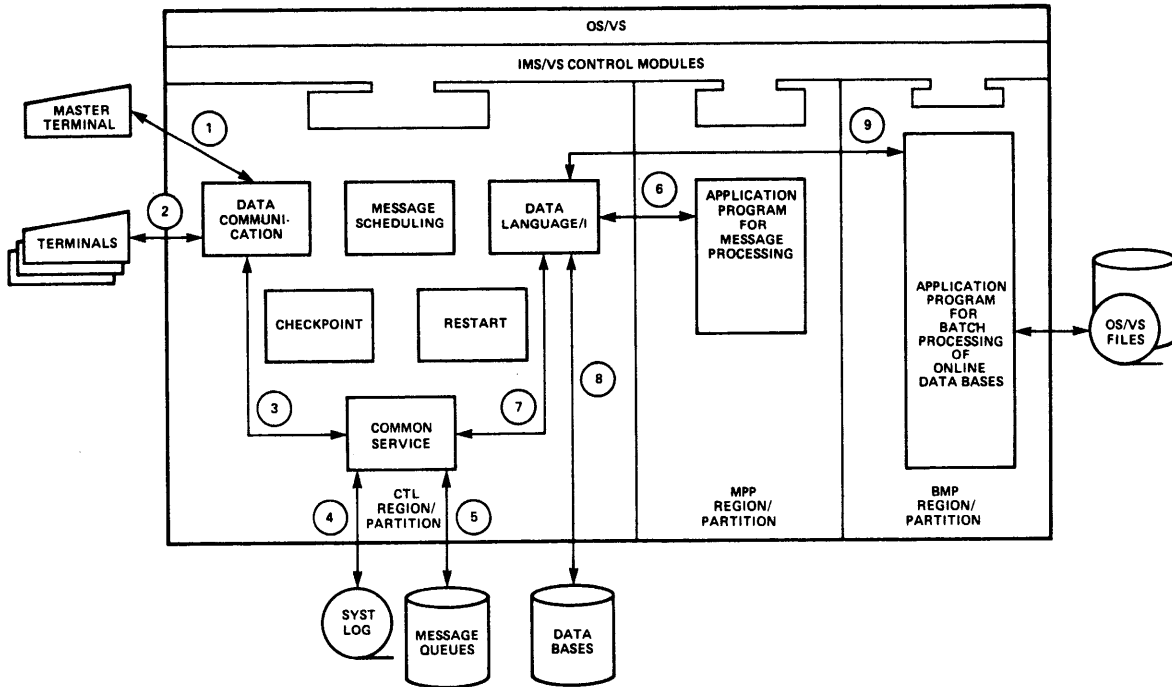 OS/VS
IMS/VS CONTROL MODULES
MASTER
TERMINAL
1
9
2
TERMINALS
DATA
COMMUNI-
CATION
MESSAGE
SCHEDULING
DATA
LANGUAGE/I
6
APPLICATION
PROGRAM
FOR
MESSAGE
PROCESSING
CHECKPOINT
RESTART
APPLICATION
PROGRAM
FOR
BATCH
PROCESSING
OF
ONLINE
DATA BASES
OS/VS
FILES
3
7
8
COMMON
SERVICE
4
CTL
REGION/
PARTITION
5
MPP
REGION/
PARTITION
BMP
REGION/
PARTITION
SYST
LOG
MESSAGE
QUEUES
DATA
BASES